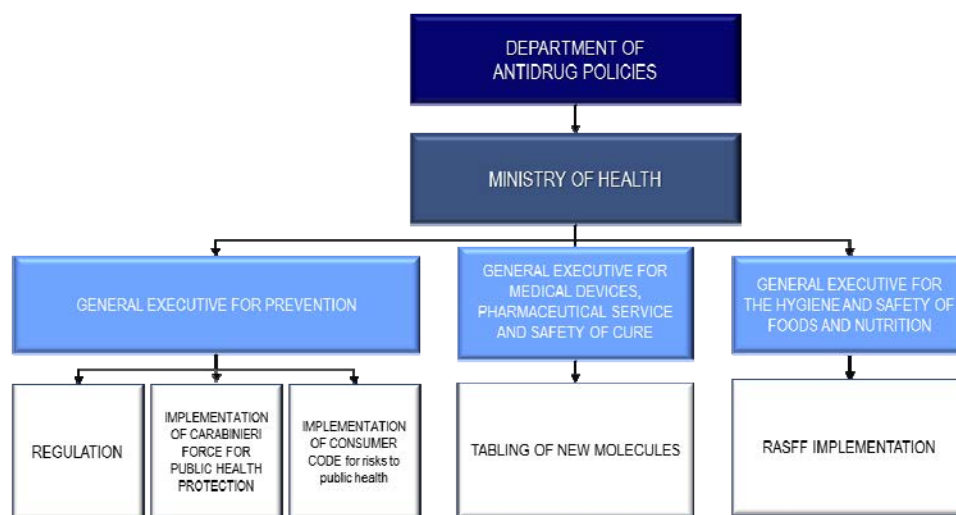 DEPARTMENT OF
ANTIDRUG POLICIES
MINISTRY OF HEALTH
GENERAL EXECUTIVE FOR PREVENTION
GENERAL EXECUTIVE FOR
MEDICAL DEVICES,
PHARMACEUTICAL SERVICE
AND SAFETY OF CURE
GENERAL EXECUTIVE FOR
THE HYGIENE AND SAFETY OF
FOODS AND NUTRITION
REGULATION
IMPLEMENTATION
OF CARABINIERI
FORCE FOR
PUBLIC HEALTH
PROTECTION
IMPLEMENTATION
OF CONSUMER
CODE for risks to
public health
TABLING OF NEW MOLECULES
RASFF IMPLEMENTATION